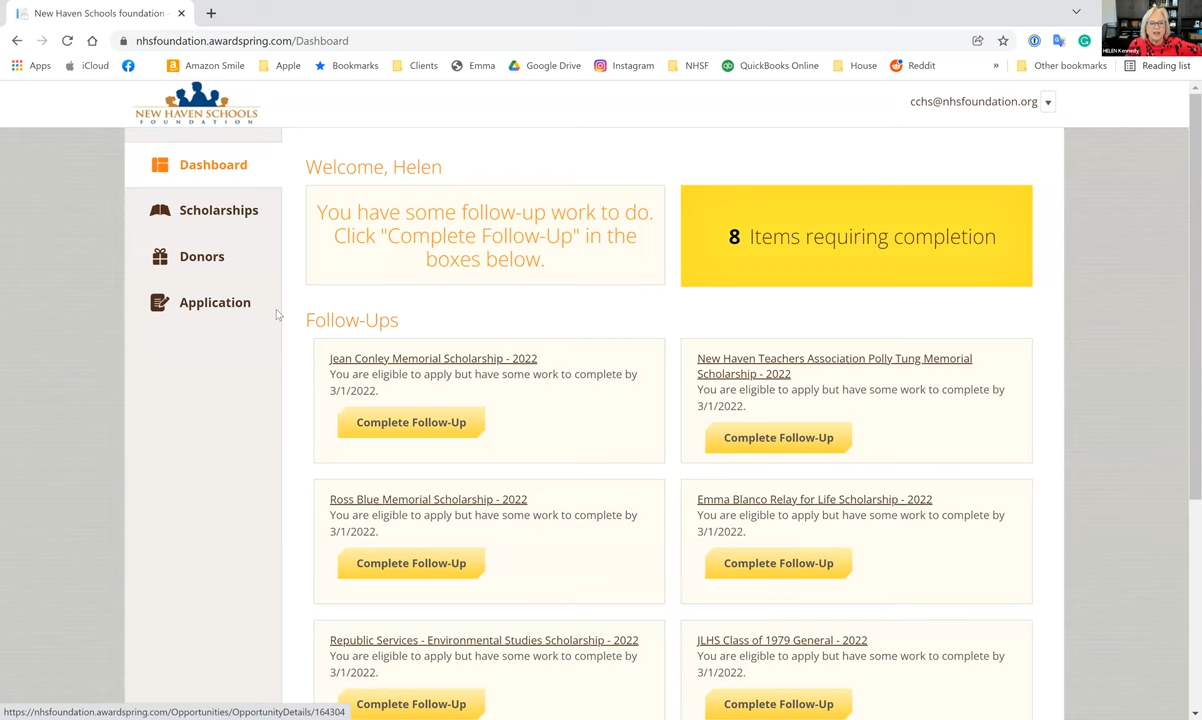 New Haven Schools foundation -
nhsfoundation.awardspring.com/Dashboard
Apps iCloud Amazon Smile Apple Bookmarks Clients Emma Google Drive Instagram NHSF QuickBooks Online House Reddit » Other bookmarks Reading list
HELEN Kennedy
NEW HAVEN SCHOOLS
FOUNDATION
cchs@nhsfoundation.org
Dashboard
Scholarships
Donors
Application
Welcome, Helen
You have some follow-up work to do.
Click "Complete Follow-Up" in the
boxes below.
8 Items requiring completion
Follow-Ups
Jean Conley Memorial Scholarship - 2022
You are eligible to apply but have some work to complete by
3/1/2022.
Complete Follow-Up
New Haven Teachers Association Polly Tung Memorial
Scholarship - 2022
You are eligible to apply but have some work to complete by
3/1/2022.
Complete Follow-Up
Ross Blue Memorial Scholarship - 2022
You are eligible to apply but have some work to complete by
3/1/2022.
Complete Follow-Up
Emma Blanco Relay for Life Scholarship - 2022
You are eligible to apply but have some work to complete by
3/1/2022.
Complete Follow-Up
Republic Services - Environmental Studies Scholarship - 2022
You are eligible to apply but have some work to complete by
3/1/2022.
Complete Follow-Up
JLHS Class of 1979 General - 2022
You are eligible to apply but have some work to complete by
3/1/2022.
Complete Follow-Up
https://nhsfoundation.awardspring.com/Opportunities/OpportunityDetails/164304